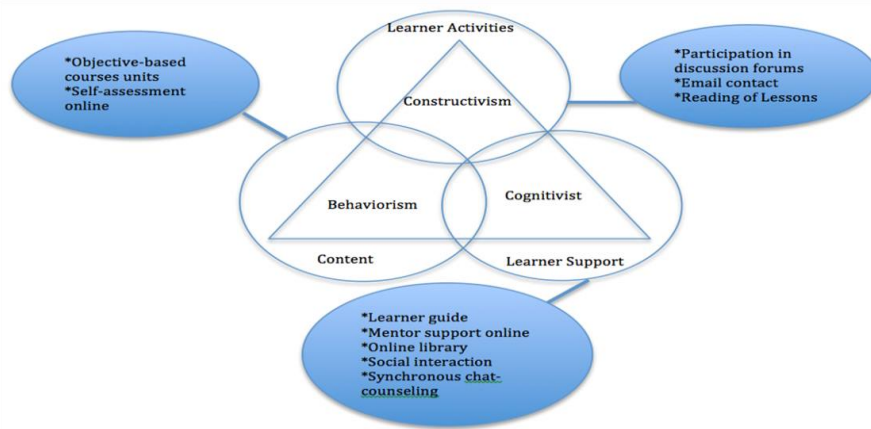 Learner Activities
Constructivism
*Objective-based
courses units
*Self-assessment
online
*Participation in
discussion forums
*Email contact
*Reading of Lessons
Behaviorism
Cognitivist
Content
Learner Support
*Learner guide
*Mentor support online
*Online library
*Social interaction
*Synchronous chat-
counseling